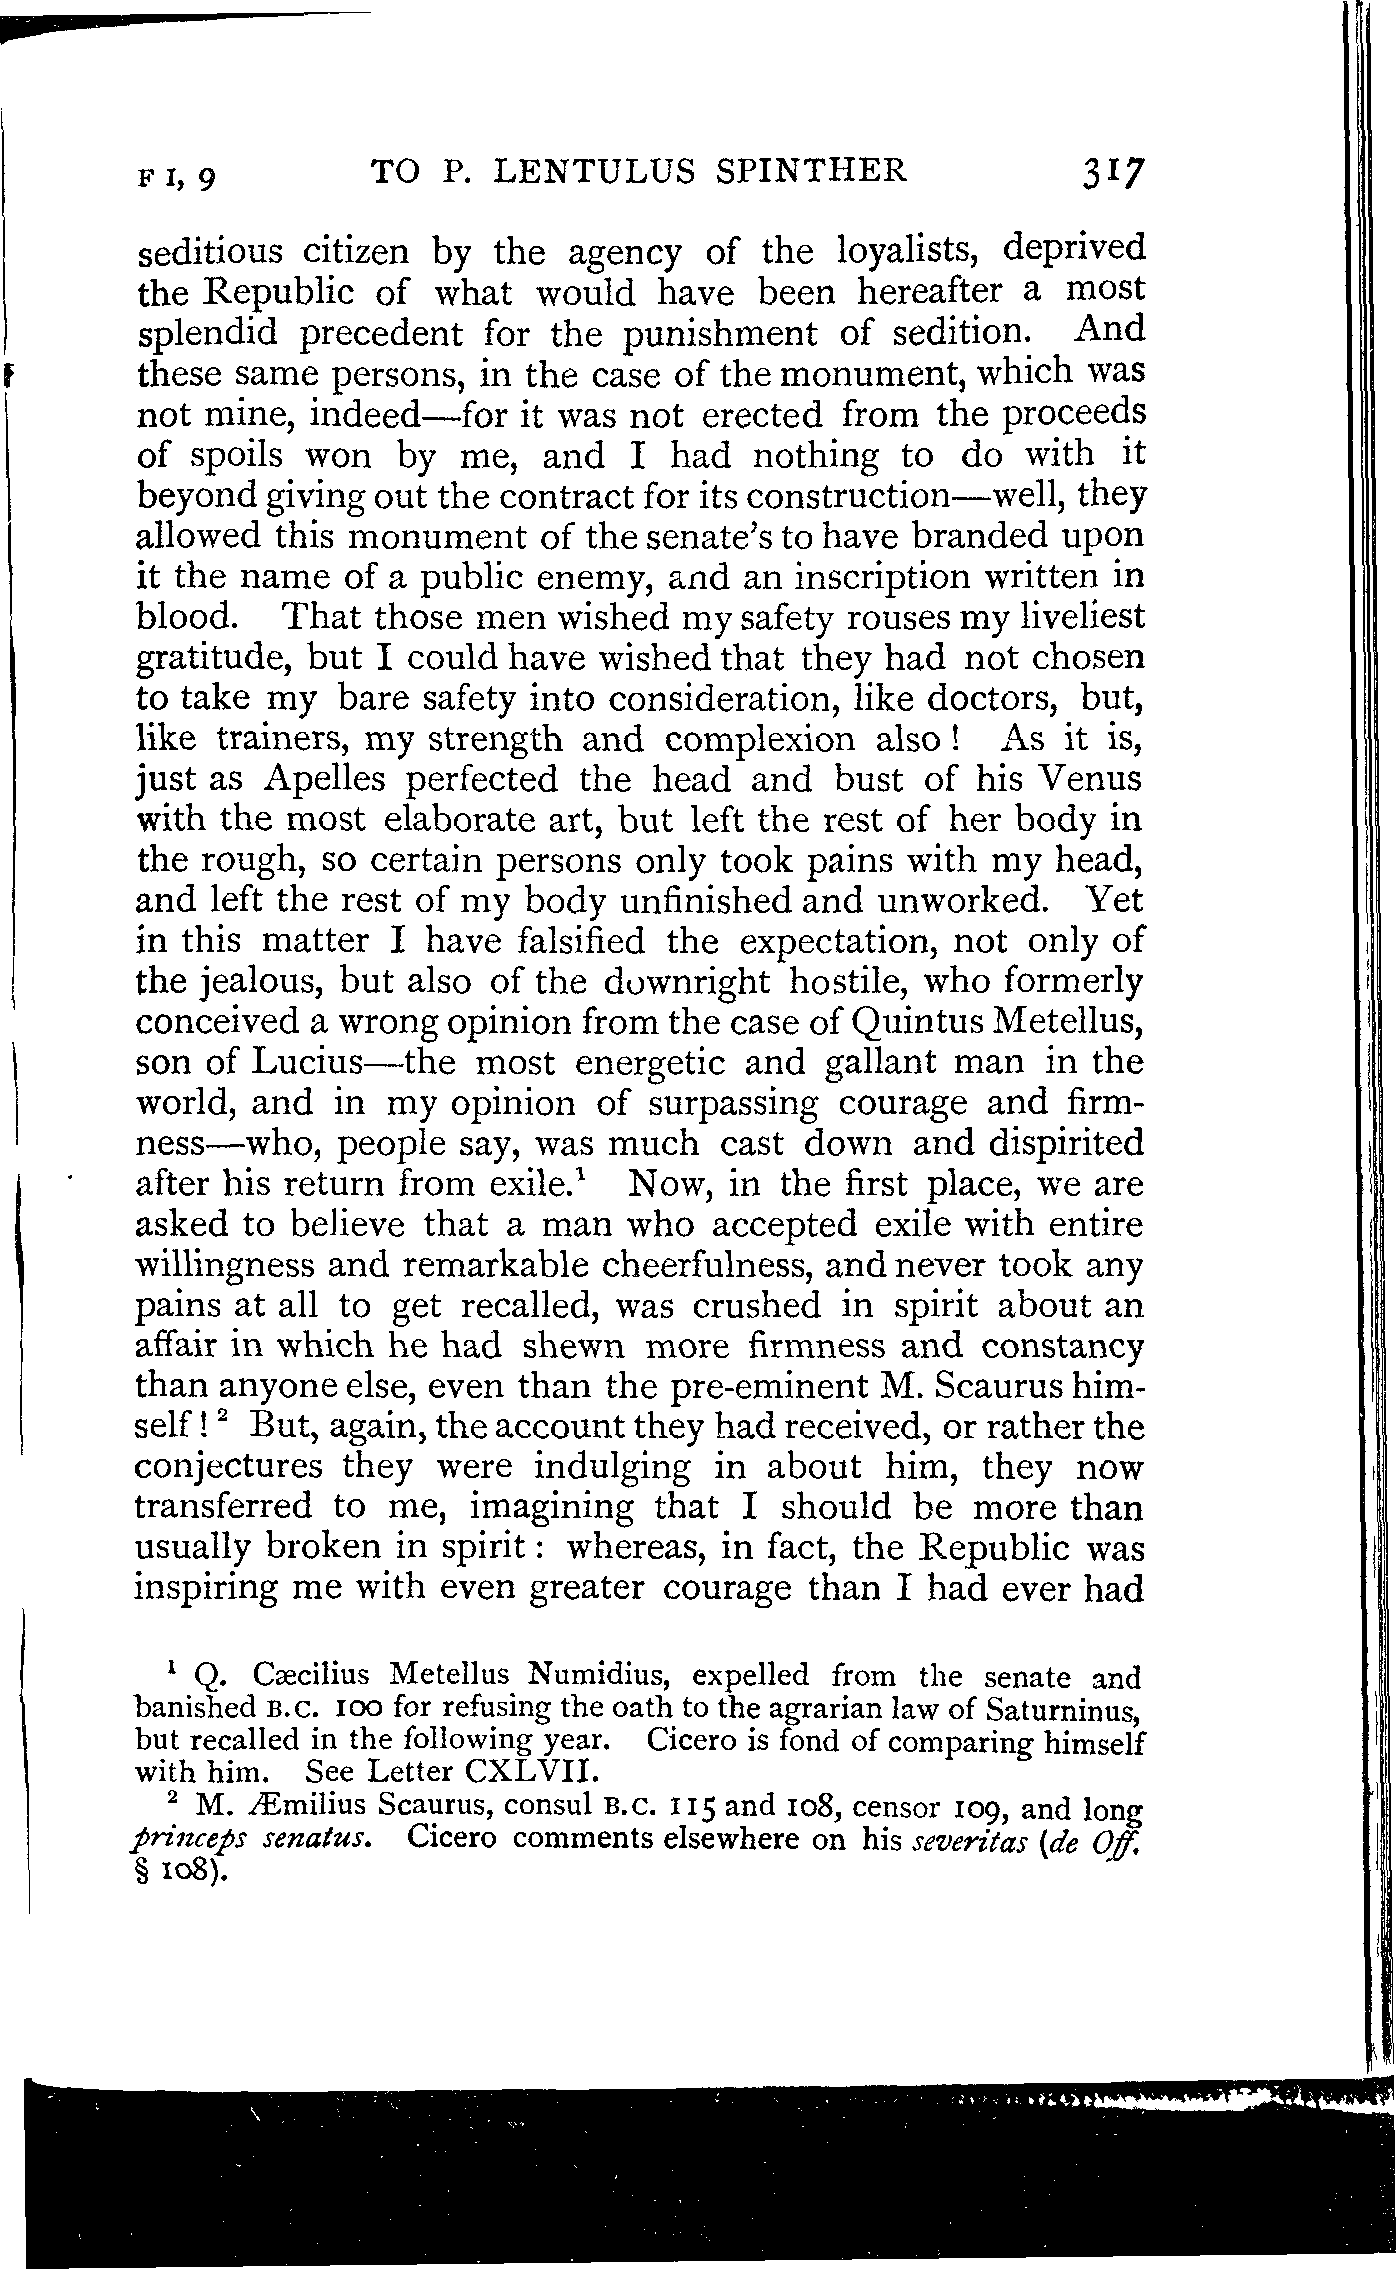 F I, 9 TO P. LENTULUS SPINTHER 317
seditious citizen by the agency of the loyalists, deprived
the Republic of what would have been hereafter a most
splendid precedent for the punishment of sedition. And
these same persons, in the case of the monument, which was
not mine, indeed—for it was not erected from the proceeds
of spoils won by me, and I had nothing to do with it
beyond giving out the contract for its construction—well, they
allowed this monument of the senate's to have branded upon
it the name of a public enemy, and an inscription written in
blood. That those men wished my safety rouses my liveliest
gratitude, but I could have wished that they had not chosen
to take my bare safety into consideration, like doctors, but,
like trainers, my strength and complexion also! As it is,
just as Apelles perfected the head and bust of his Venus
with the most elaborate art, but left the rest of her body in
the rough, so certain persons only took pains with my head,
and left the rest of my body unfinished and unworked. Yet
in this matter I have falsified the expectation, not only of
the jealous, but also of the downright hostile, who formerly
conceived a wrong opinion from the case of Quintus Metellus,
son of Lucius—the most energetic and gallant man in the
world, and in my opinion of surpassing courage and firm-
ness—who, people say, was much cast down and dispirited
after his return from exile.¹ Now, in the first place, we are
asked to believe that a man who accepted exile with entire
willingness and remarkable cheerfulness, and never took any
pains at all to get recalled, was crushed in spirit about an
affair in which he had shewn more firmness and constancy
than anyone else, even than the pre-eminent M. Scaurus him-
self!² But, again, the account they had received, or rather the
conjectures they were indulging in about him, they now
transferred to me, imagining that I should be more than
usually broken in spirit: whereas, in fact, the Republic was
inspiring me with even greater courage than I had ever had
¹ Q. Cæcilius Metellus Numidius, expelled from the senate and
banished B.C. 100 for refusing the oath to the agrarian law of Saturninus,
but recalled in the following year. Cicero is fond of comparing himself
with him. See Letter CXLVII.
² M. Æmilius Scaurus, consul B.C. 115 and 108, censor 109, and long
princeps senatus. Cicero comments elsewhere on his severitas (de Off.
§ 108).